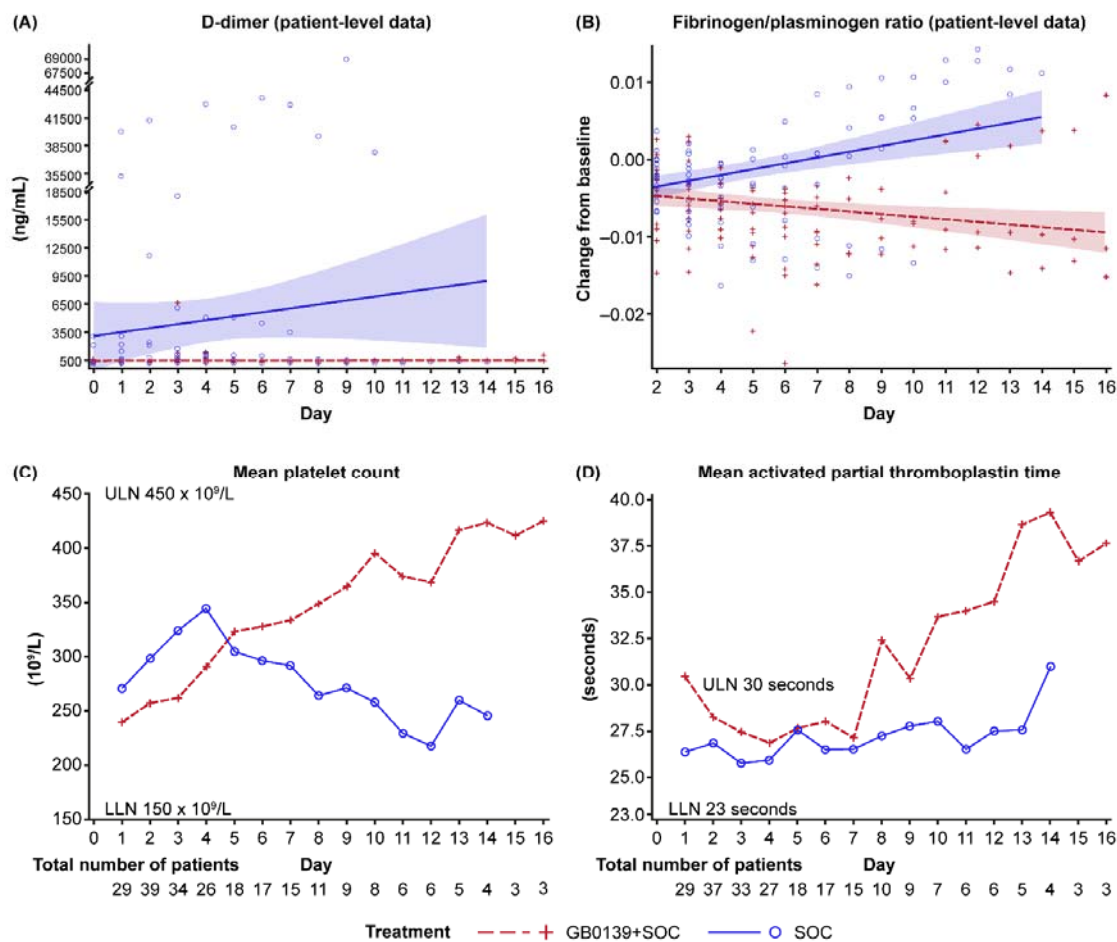 (A) D-dimer (patient-level data)
69000
67500
44500
41500
38500
35500
18500
15500
12500
9500
6500
3500
500
(ng/mL)
0 1 2 3 4 5 6 7 8 9 10 11 12 13 14 15 16
Day
(B) Fibrinogen/plasminogen ratio (patient-level data)
0.01
0.00
−0.01
−0.02
Change from baseline
2 3 4 5 6 7 8 9 10 11 12 13 14 15 16
Day
(C) Mean platelet count
450
400
350
300
250
200
150
(10⁹/L)
ULN 450 x 10⁹/L
LLN 150 x 10⁹/L
0 1 2 3 4 5 6 7 8 9 10 11 12 13 14 15 16
Total number of patients Day
29 39 34 26 18 17 15 11 9 8 6 6 5 4 3 3
(D) Mean activated partial thromboplastin time
40.0
37.5
35.0
32.5
30.0
27.5
25.0
23.0
(seconds)
ULN 30 seconds
LLN 23 seconds
0 1 2 3 4 5 6 7 8 9 10 11 12 13 14 15 16
Total number of patients Day
29 37 33 27 18 17 15 10 9 7 6 6 5 4 3 3
Treatment GB0139+SOC SOC